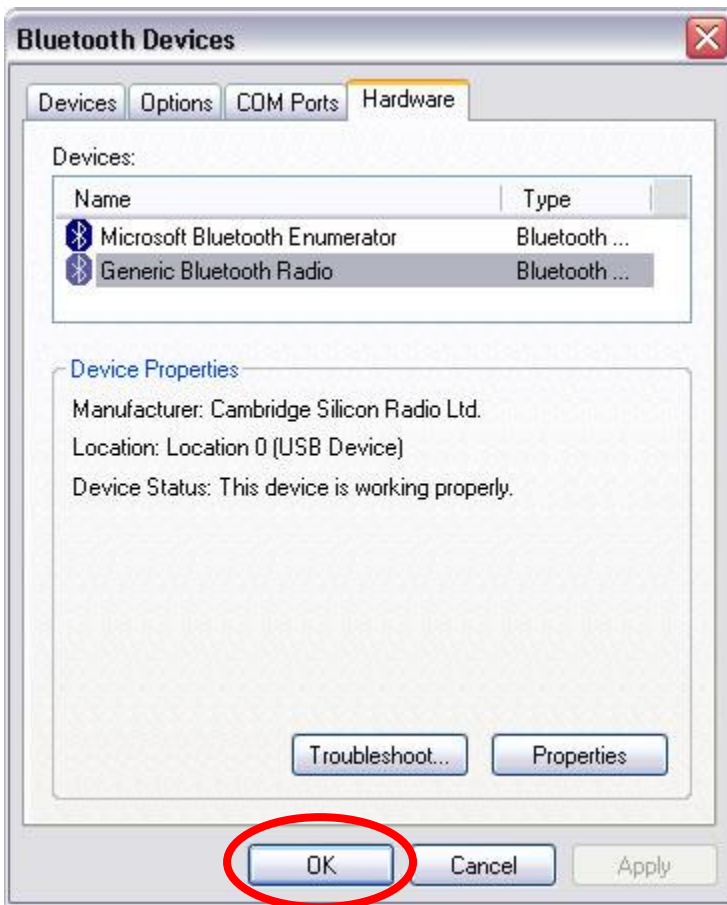 Bluetooth Devices
Devices Options COM Ports Hardware
Devices:
Name Type
Microsoft Bluetooth Enumerator Bluetooth ...
Generic Bluetooth Radio Bluetooth ...
Device Properties
Manufacturer: Cambridge Silicon Radio Ltd.
Location: Location 0 (USB Device)
Device Status: This device is working properly.
Troubleshoot... Properties
OK Cancel Apply